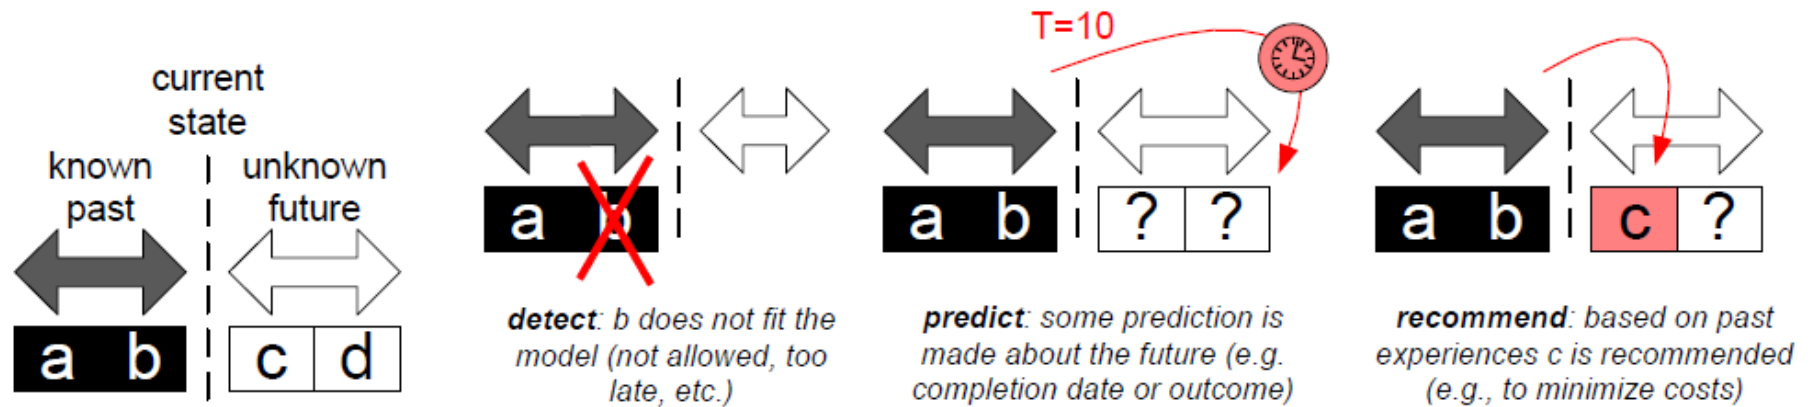 current
state
known
past
unknown
future
a b
c d
a b
detect: b does not fit the
model (not allowed, too
late, etc.)
T=10
a b
? ?
predict: some prediction is
made about the future (e.g.
completion date or outcome)
a b
c ?
recommend: based on past
experiences c is recommended
(e.g., to minimize costs)